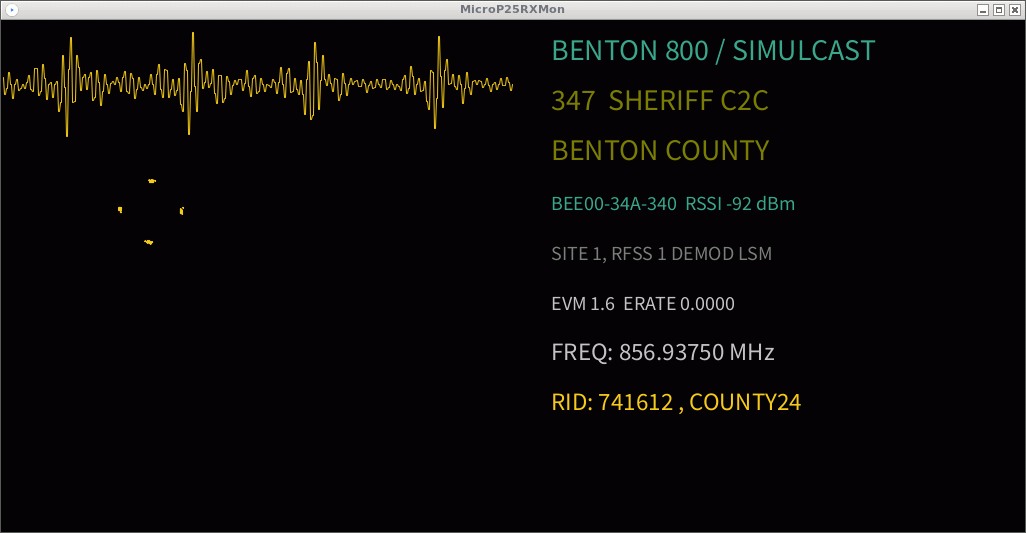 MicroP25RXMon
BENTON 800 / SIMULCAST
347 SHERIFF C2C
BENTON COUNTY
BEE00-34A-340 RSSI -92 dBm
SITE 1, RFSS 1 DEMOD LSM
EVM 1.6 ERATE 0.0000
FREQ: 856.93750 MHz
RID: 741612 , COUNTY24